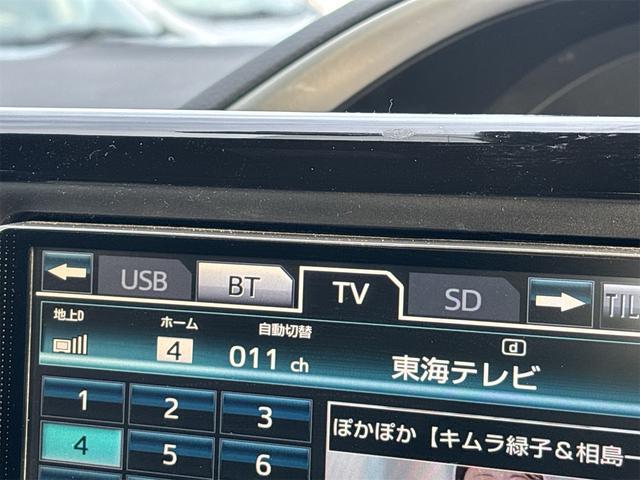 USB BT TV SD TIL
地上D ホーム 自動切替 d
4 011 ch 東海テレビ
1 2 3
ぽかぽか【キムラ緑子&相島一
4 5 6